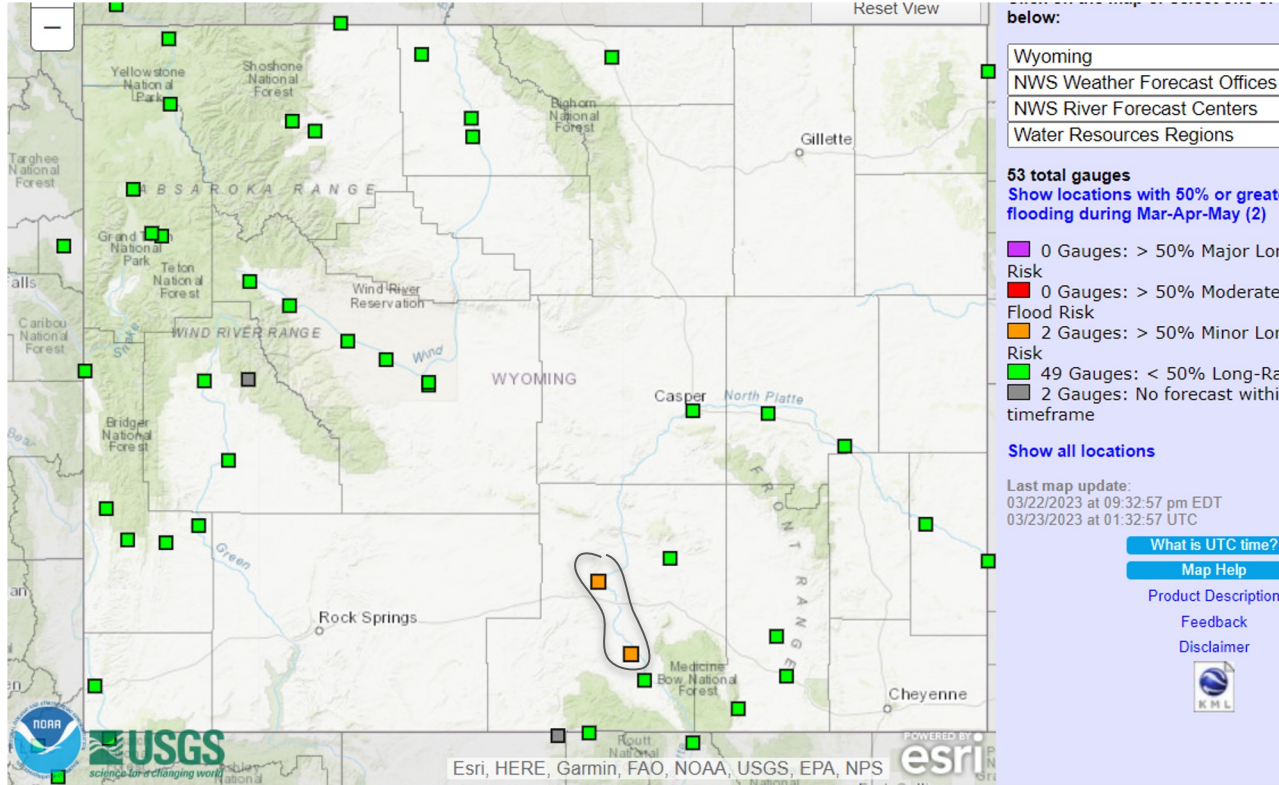 Reset View
below:
Wyoming
NWS Weather Forecast Offices
NWS River Forecast Centers
Water Resources Regions
53 total gauges
Show locations with 50% or greate
flooding during Mar-Apr-May (2)
0 Gauges: > 50% Major Lon
Risk
0 Gauges: > 50% Moderate
Flood Risk
2 Gauges: > 50% Minor Lon
Risk
49 Gauges: < 50% Long-Ra
2 Gauges: No forecast withi
timeframe
Show all locations
Last map update:
03/22/2023 at 09:32:57 pm EDT
03/23/2023 at 01:32:57 UTC
What is UTC time?
Map Help
Product Description
Feedback
Disclaimer
KML
Yellowstone
National
Park
Shoshone
National
Forest
Bighorn
National
Forest
Gillette
Targhee
National
Forest
ABSAROKA RANGE
Grand
National
Park
Teton
National
Forest
alls
Wind River
Reservation
Caribou
National
Forest
Snake
WIND RIVER RANGE
Wind
WYOMING
Casper
North Platte
Bridger
National
Forest
Bear
FRONT RANGE
Green
an
Rock Springs
Medicine
Bow National
Forest
Cheyenne
en
Routt
National
NOAA
USGS
science for a changing world
Ashley
National
POWERED BY
esri
Esri, HERE, Garmin, FAO, NOAA, USGS, EPA, NPS